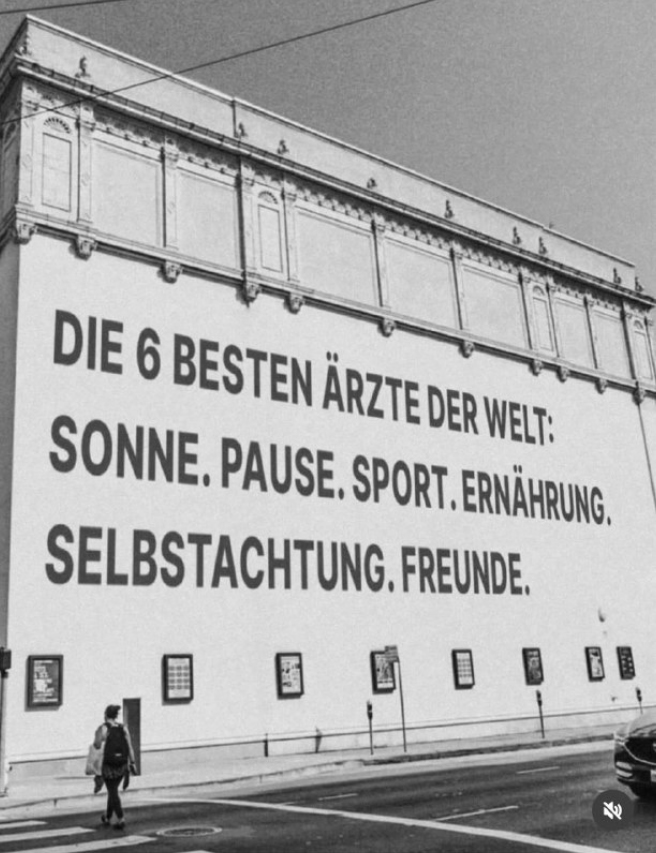 DIE 6 BESTEN ÄRZTE DER WELT:
SONNE. PAUSE. SPORT. ERNÄHRUNG.
SELBSTACHTUNG. FREUNDE.